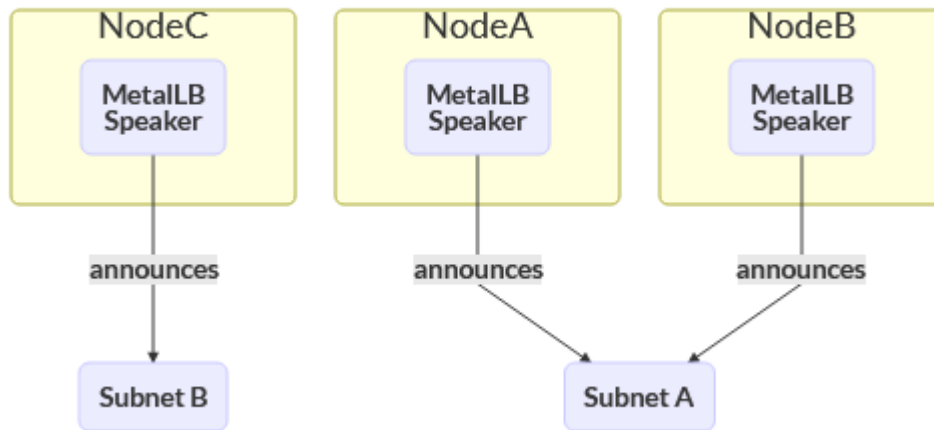 NodeC
NodeA
NodeB
MetalLB
Speaker
MetalLB
Speaker
MetalLB
Speaker
announces
announces
announces
Subnet B
Subnet A